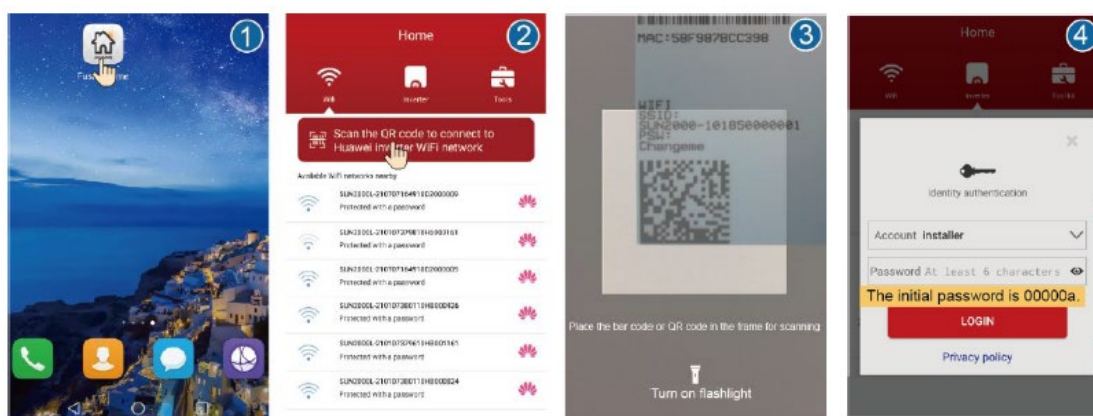 1
Home
2
Wifi
Inverter
Tools
Scan the QR code to connect to
Huawei inverter WiFi network
Available WiFi networks nearby
Protected with a password
Protected with a password
Protected with a password
Protected with a password
Protected with a password
Protected with a password
3
MAC:58F987BCC398
WIFI
SSID:
SUN2000-101850000001
PSW:
Changeme
Place the bar code or QR code in the frame for scanning
Turn on flashlight
4
Home
Wifi
Inverter
Identity authentication
Account installer
Password At least 6 characters
The initial password is 00000a.
LOGIN
Privacy policy